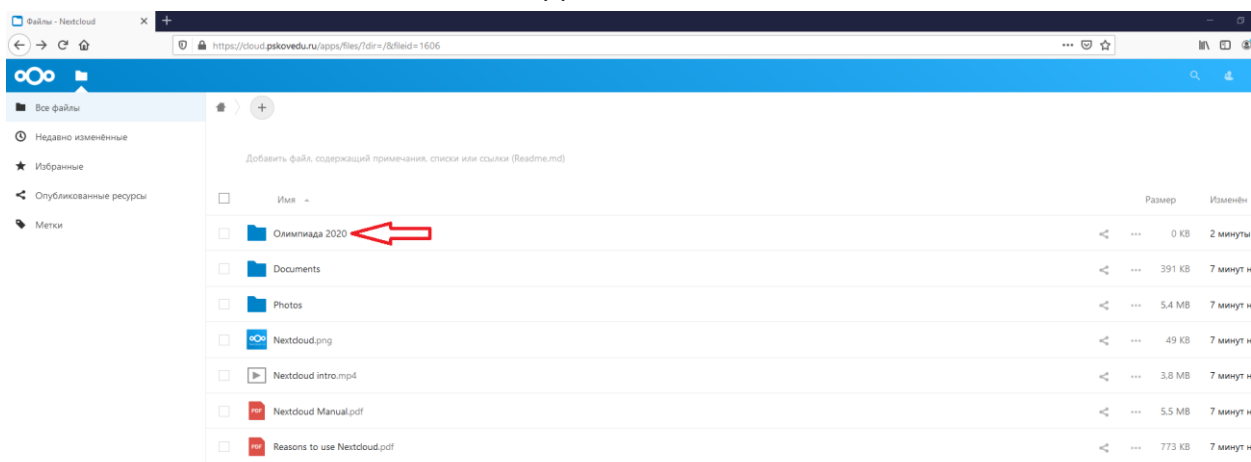 Файлы - Nextcloud
https://cloud.pskovedu.ru/apps/files/?dir=/&fileid=1606
Все файлы
Недавно изменённые
Избранные
Опубликованные ресурсы
Метки
Добавить файл, содержащий примечания, списки или ссылки (Readme.md)
Имя Размер Изменён
Олимпиада 2020 0 KB 2 минуты
Documents 391 KB 7 минут н
Photos 5,4 MB 7 минут н
Nextcloud.png 49 KB 7 минут н
Nextcloud intro.mp4 3,8 MB 7 минут н
PDF Nextcloud Manual.pdf 5,5 MB 7 минут н
PDF Reasons to use Nextcloud.pdf 773 KB 7 минут н